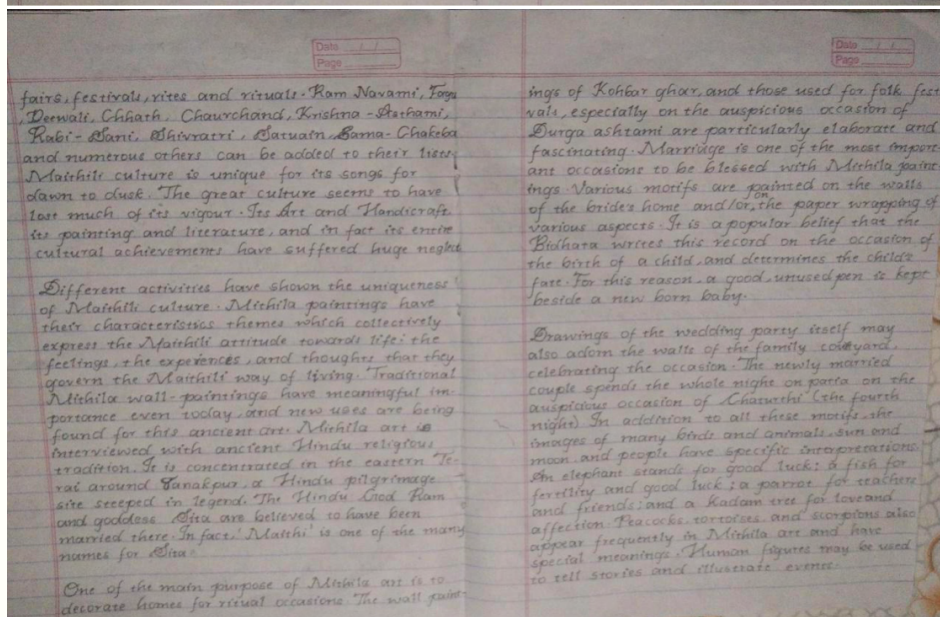 Date
Page
fairs, festivals, rites and rituals. Ram Navami,
, Deewali, Chhath, Chaurchand, Krishna-Asthami,
Rabi-Sani, Shivratri, Satuain, Sama-Chakeba
and numerous others can be added to their lists.
Maithili culture is unique for its songs for
dawn to dusk. The great culture seems to have
lost much of its vigour. Its Art and Handicraft,
its painting and literature, and in fact its entire
cultural achievements have suffered huge neglect
Different activities have shown the uniqueness
of Maithili culture. Mithila paintings have
their characteristics themes which collectively
express the Maithili attitude towards life: the
feelings, the experences, and thoughts that they
govern the Maithili way of living. Traditional
Mithila wall-paintings have meaningful im-
portance even today, and new uses are being
found for this ancient art. Mithila art is
interviewed with ancient Hindu religious
tradition. It is concentrated in the eastern Te-
rai around Janakpur, a Hindu pilgrimage
site steeped in legend. The Hindu God Ram
and goddess Sita are believed to have been
married there. In fact, 'Maithi' is one of the many
names for Sita.
One of the main purpose of Mithila art is to
decorate homes for ritual occasions. The wall paint-
Date
Page
ings of Kohbar ghar, and those used for folk fest
vals, especially on the auspicious occasion of
Durga ashtami are particularly elaborate and
fascinating. Marriage is one of the most import-
ant occasions to be blessed with Mithila paint
ings. Various motifs are painted on the walls
of the bride's home and/or on the paper wrapping of
various aspects. It is a popular belief that the
Bidhata writes this record on the occasion of
the birth of a child, and determines the child's
fate. For this reason, a good, unused pen is kept
beside a new born baby.
Drawings of the wedding party itself may
also adorn the walls of the family
celebrating the occasion. The newly married
couple spends the whole night on patia on the
auspicious occasion of Chaturthi (the fourth
night). In addition to all these motifs, the
images of many birds and animals, sun and
moon, and people have specific interpretations.
An elephant stands for good luck; a fish for
fertility and good luck; a parrot for teachers
and friends; and a Kadam tree for love and
affection. Peacocks, tortoises, and scorpions also
appear frequently in Mithila art and have
special meanings. Human figures may be used
to tell stories and illustrate events.